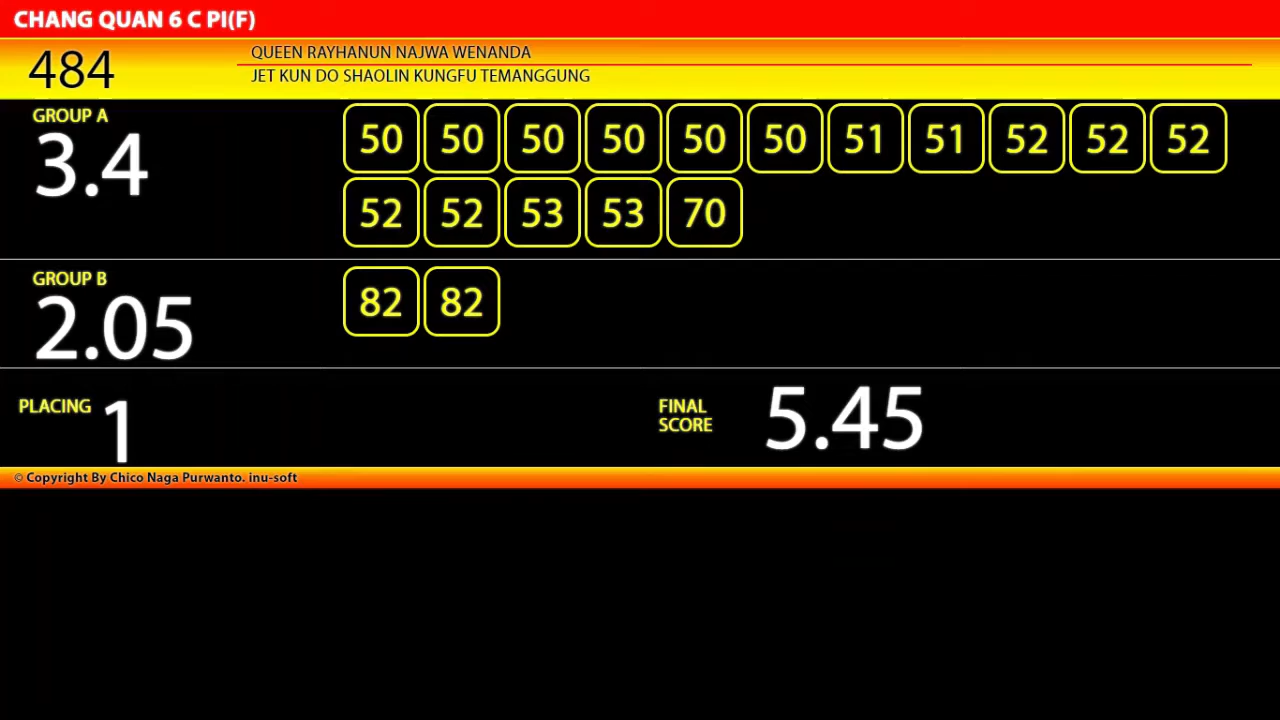 CHANG QUAN 6 C PI(F)
484
QUEEN RAYHANUN NAJWA WENANDA
JET KUN DO SHAOLIN KUNGFU TEMANGGUNG
GROUP A
3.4
50 50 50 50 50 50 51 51 52 52 52
52 52 53 53 70
GROUP B
2.05
82 82
PLACING 1
FINAL
SCORE
5.45
© Copyright By Chico Naga Purwanto. inu-soft